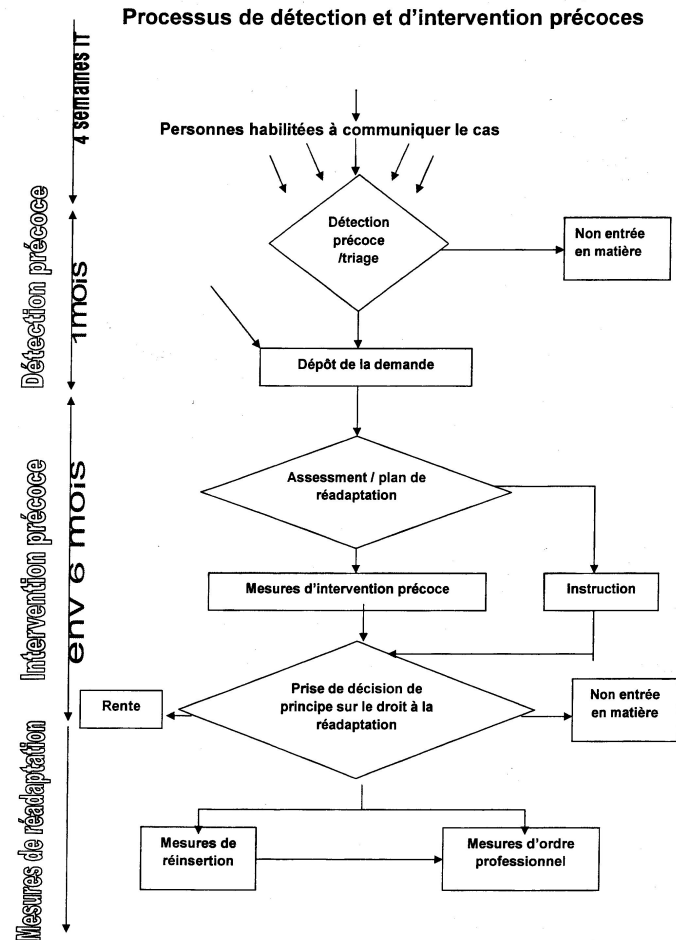 Processus de détection et d'intervention précoces
4 semaines IT
Personnes habilitées à communiquer le cas
Détection précoce
1mois
Détection
précoce
/triage
Non entrée
en matière
Dépôt de la demande
Intervention précoce
env 6 mois
Assessment / plan de
réadaptation
Mesures d'intervention précoce
Instruction
Rente
Prise de décision de
principe sur le droit à la
réadaptation
Non entrée
en matière
Mesures de réadaptation
Mesures de
réinsertion
Mesures d'ordre
professionnel